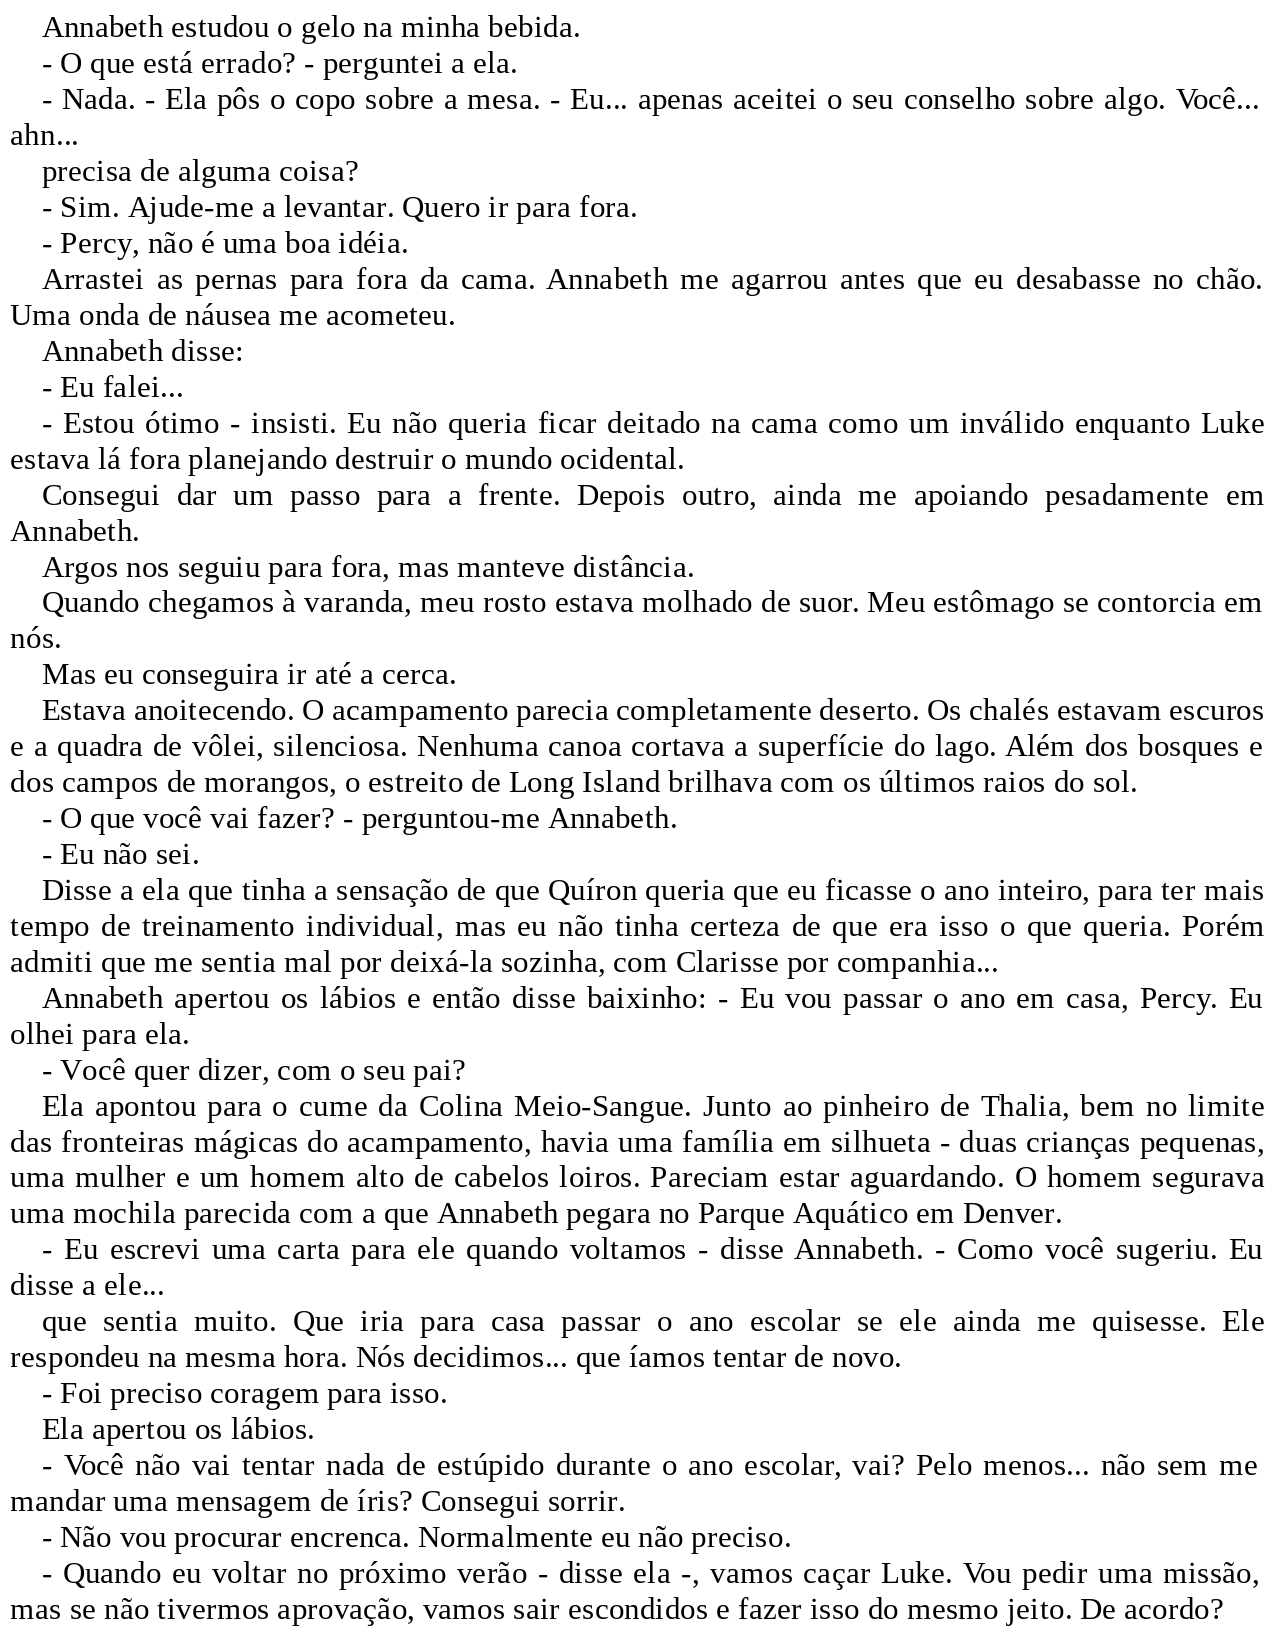 Annabeth estudou o gelo na minha bebida.
- O que está errado? - perguntei a ela.
- Nada. - Ela pôs o copo sobre a mesa. - Eu... apenas aceitei o seu conselho sobre algo. Você...
ahn...
precisa de alguma coisa?
- Sim. Ajude-me a levantar. Quero ir para fora.
- Percy, não é uma boa idéia.
Arrastei as pernas para fora da cama. Annabeth me agarrou antes que eu desabasse no chão.
Uma onda de náusea me acometeu.
Annabeth disse:
- Eu falei...
- Estou ótimo - insisti. Eu não queria ficar deitado na cama como um inválido enquanto Luke
estava lá fora planejando destruir o mundo ocidental.
Consegui dar um passo para a frente. Depois outro, ainda me apoiando pesadamente em
Annabeth.
Argos nos seguiu para fora, mas manteve distância.
Quando chegamos à varanda, meu rosto estava molhado de suor. Meu estômago se contorcia em
nós.
Mas eu conseguira ir até a cerca.
Estava anoitecendo. O acampamento parecia completamente deserto. Os chalés estavam escuros
e a quadra de vôlei, silenciosa. Nenhuma canoa cortava a superfície do lago. Além dos bosques e
dos campos de morangos, o estreito de Long Island brilhava com os últimos raios do sol.
- O que você vai fazer? - perguntou-me Annabeth.
- Eu não sei.
Disse a ela que tinha a sensação de que Quíron queria que eu ficasse o ano inteiro, para ter mais
tempo de treinamento individual, mas eu não tinha certeza de que era isso o que queria. Porém
admiti que me sentia mal por deixá-la sozinha, com Clarisse por companhia...
Annabeth apertou os lábios e então disse baixinho: - Eu vou passar o ano em casa, Percy. Eu
olhei para ela.
- Você quer dizer, com o seu pai?
Ela apontou para o cume da Colina Meio-Sangue. Junto ao pinheiro de Thalia, bem no limite
das fronteiras mágicas do acampamento, havia uma família em silhueta - duas crianças pequenas,
uma mulher e um homem alto de cabelos loiros. Pareciam estar aguardando. O homem segurava
uma mochila parecida com a que Annabeth pegara no Parque Aquático em Denver.
- Eu escrevi uma carta para ele quando voltamos - disse Annabeth. - Como você sugeriu. Eu
disse a ele...
que sentia muito. Que iria para casa passar o ano escolar se ele ainda me quisesse. Ele
respondeu na mesma hora. Nós decidimos... que íamos tentar de novo.
- Foi preciso coragem para isso.
Ela apertou os lábios.
- Você não vai tentar nada de estúpido durante o ano escolar, vai? Pelo menos... não sem me
mandar uma mensagem de íris? Consegui sorrir.
- Não vou procurar encrenca. Normalmente eu não preciso.
- Quando eu voltar no próximo verão - disse ela -, vamos caçar Luke. Vou pedir uma missão,
mas se não tivermos aprovação, vamos sair escondidos e fazer isso do mesmo jeito. De acordo?